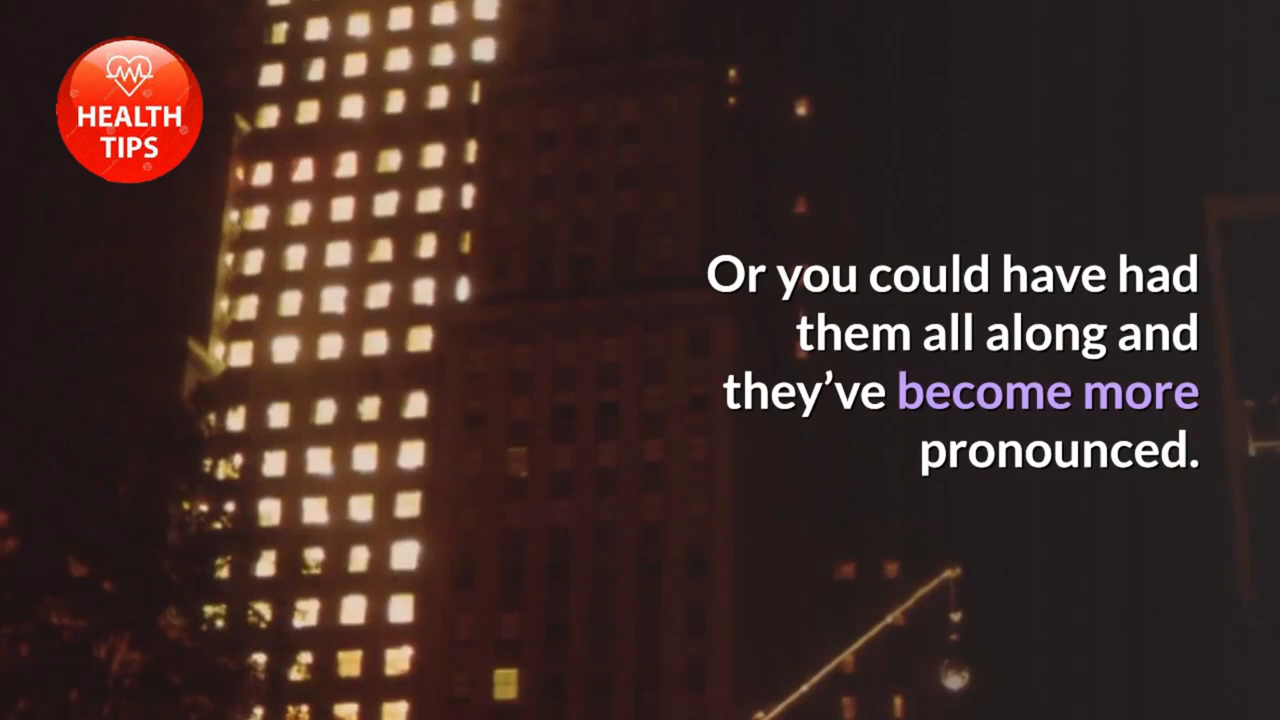 HEALTH
TIPS
Or you could have had
them all along and
they’ve become more
pronounced.